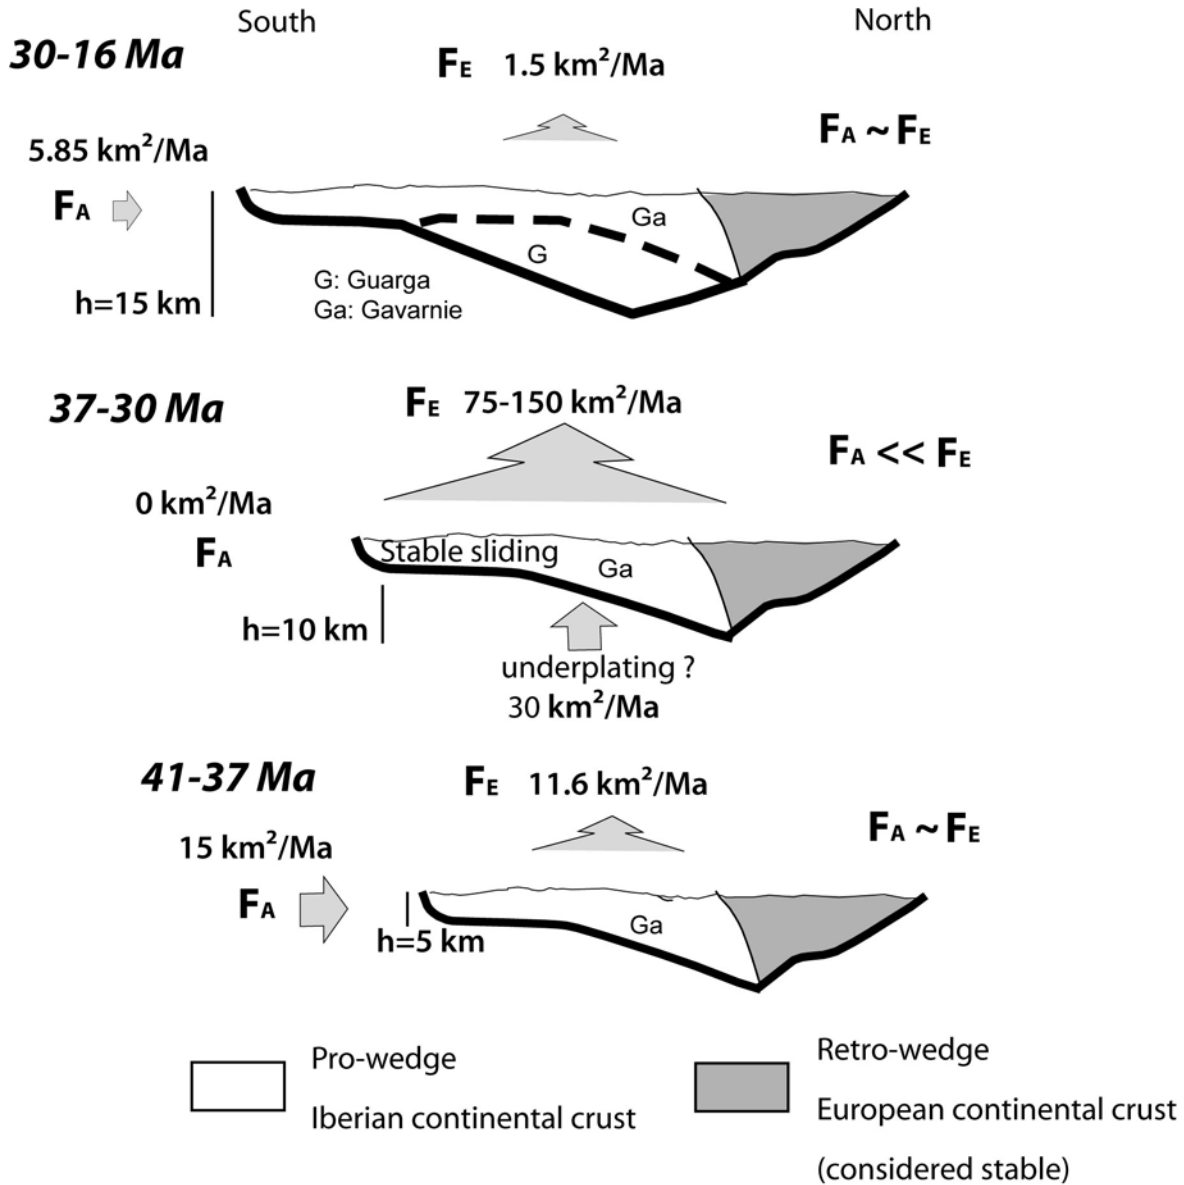 South
North
30-16 Ma
FE 1.5 km²/Ma
FA ~ FE
5.85 km²/Ma
FA
Ga
G
G: Guarga
Ga: Gavarnie
h=15 km
37-30 Ma
FE 75-150 km²/Ma
FA << FE
0 km²/Ma
FA
Stable sliding
Ga
h=10 km
underplating ?
30 km²/Ma
41-37 Ma
FE 11.6 km²/Ma
FA ~ FE
15 km²/Ma
FA
Ga
h=5 km
Pro-wedge
Iberian continental crust
Retro-wedge
European continental crust
(considered stable)